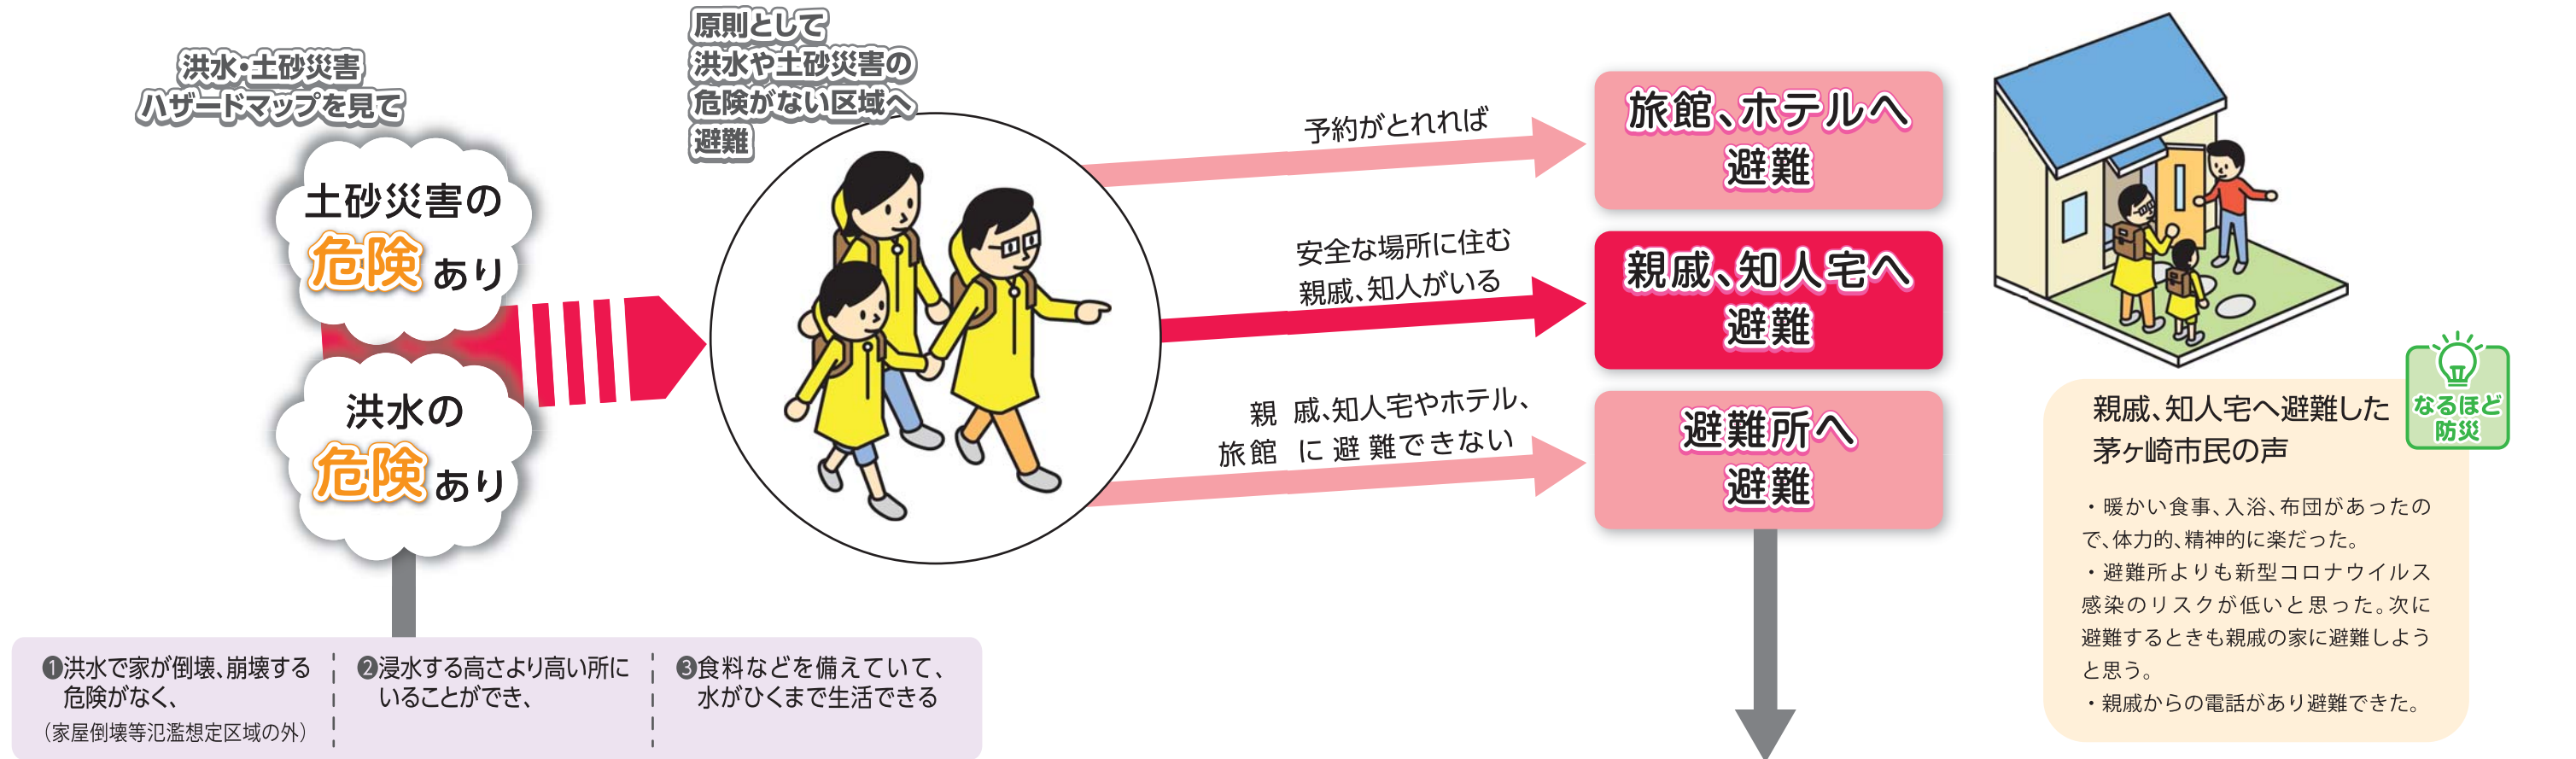 洪水・土砂災害
ハザードマップを見て
土砂災害の
危険あり
洪水の
危険あり
原則として
洪水や土砂災害の
危険がない区域へ
避難
予約がとれれば
旅館、ホテルへ
避難
安全な場所に住む
親戚、知人がいる
親戚、知人宅へ
避難
親戚、知人宅やホテル、
旅館に避難できない
避難所へ
避難
なるほど
防災
親戚、知人宅へ避難した
茅ヶ崎市民の声
・暖かい食事、入浴、布団があったの
で、体力的、精神的に楽だった。
・避難所よりも新型コロナウイルス
感染のリスクが低いと思った。次に
避難するときも親戚の家に避難しよう
と思う。
・親戚からの電話があり避難できた。
❶洪水で家が倒壊、崩壊する
危険がなく、
（家屋倒壊等氾濫想定区域の外）
❷浸水する高さより高い所に
いることができ、
❸食料などを備えていて、
水がひくまで生活できる